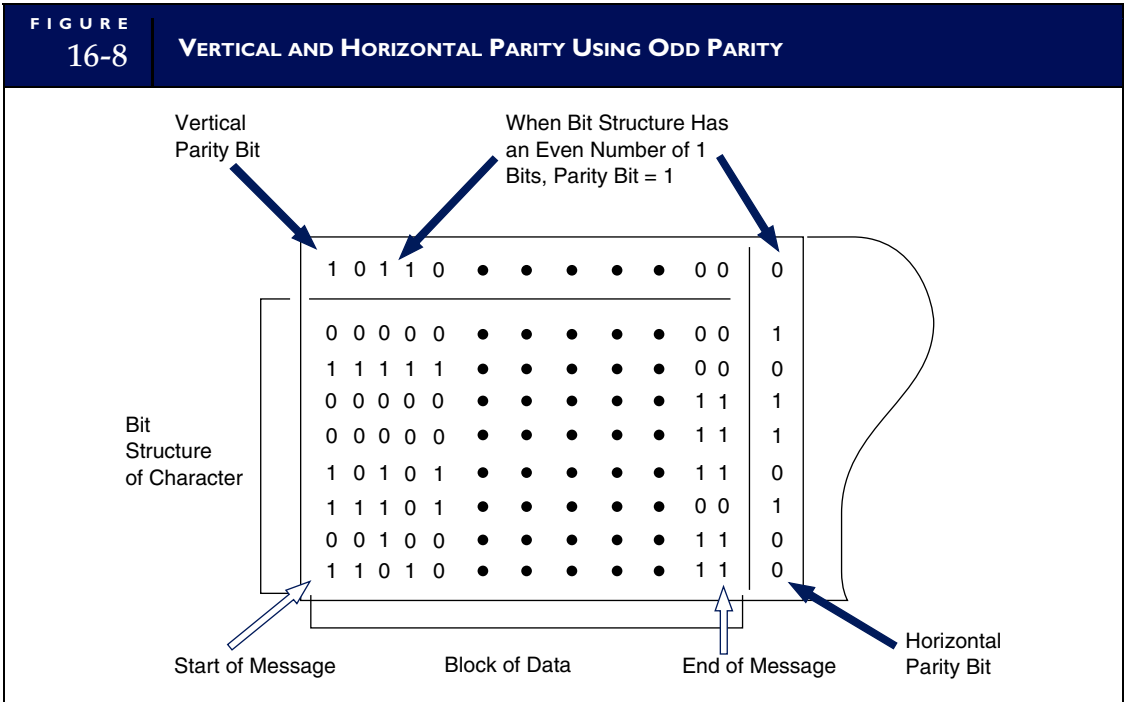 FIGURE
16-8
VERTICAL AND HORIZONTAL PARITY USING ODD PARITY
Vertical
Parity Bit
When Bit Structure Has
an Even Number of 1
Bits, Parity Bit = 1
1 0 1 1 0 • • • • • 0 0 0
0 0 0 0 0 • • • • • 0 0 1
1 1 1 1 1 • • • • • 0 0 0
0 0 0 0 0 • • • • • 1 1 1
0 0 0 0 0 • • • • • 1 1 1
1 0 1 0 1 • • • • • 1 1 0
1 1 1 0 1 • • • • • 0 0 1
0 0 1 0 0 • • • • • 1 1 0
1 1 0 1 0 • • • • • 1 1 0
Bit
Structure
of Character
Start of Message
Block of Data
End of Message
Horizontal
Parity Bit